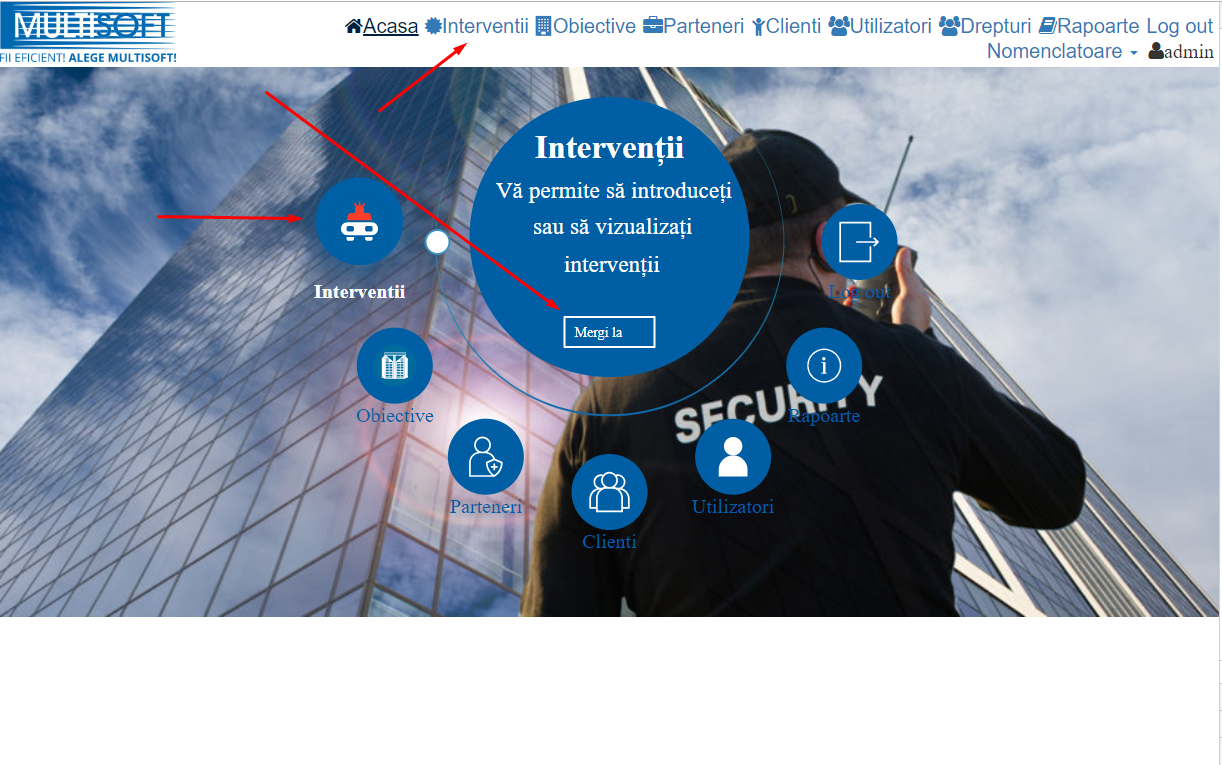 MULTISOFT
FII EFICIENT! ALEGE MULTISOFT!
Acasa Interventii Obiective Parteneri Clienti Utilizatori Drepturi Rapoarte Log out
Nomenclatoare admin
Intervenții
Vă permite să introduceți
sau să vizualizați
intervenții
Mergi la
Interventii
Log out
Obiective
Rapoarte
SECURITY
Parteneri
Utilizatori
Clienti